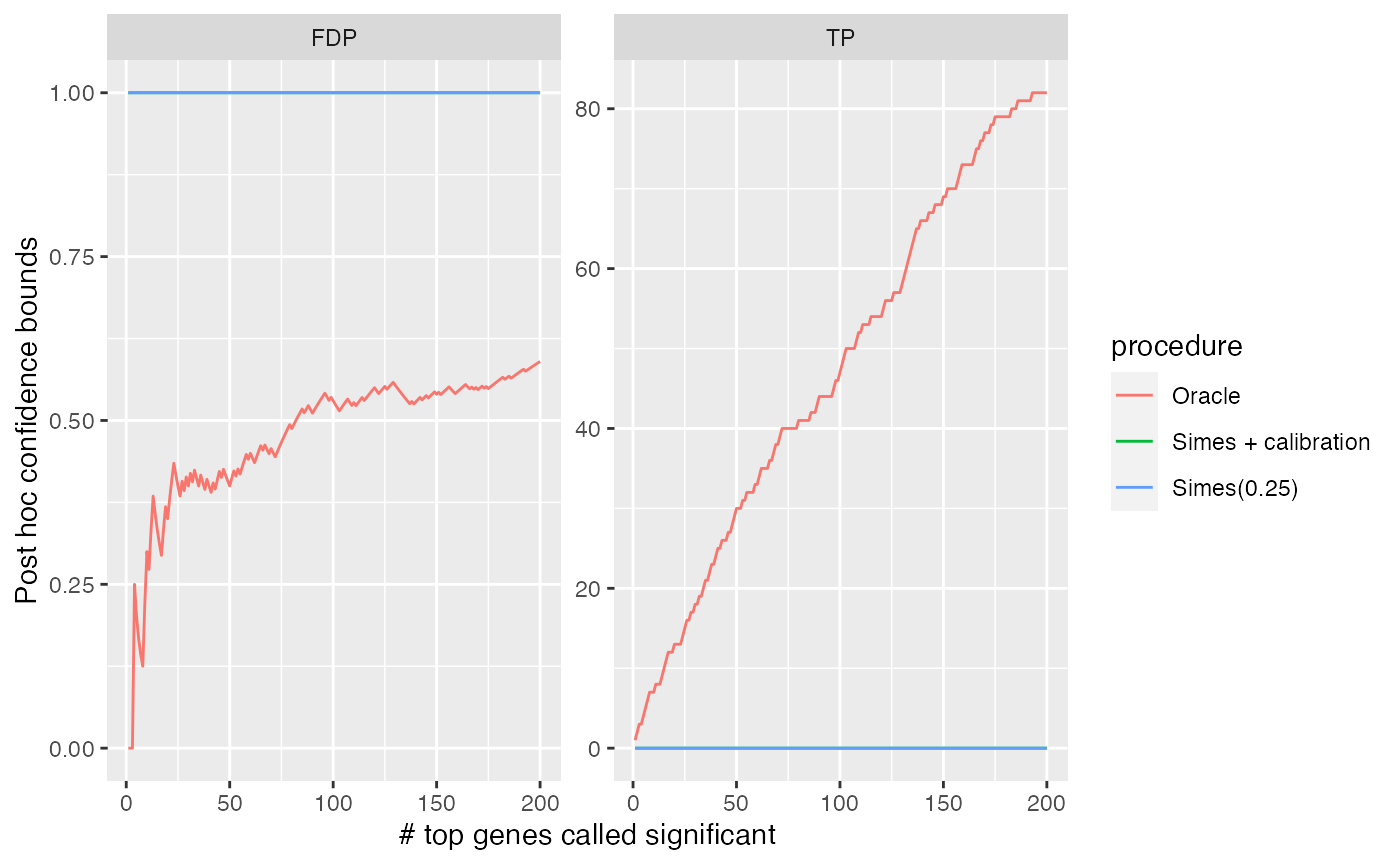 FDP
TP
Post hoc confidence bounds
1.00
0.75
0.50
0.25
0.00
80
60
40
20
0
0 50 100 150 200
0 50 100 150 200
# top genes called significant
procedure
Oracle
Simes + calibration
Simes(0.25)